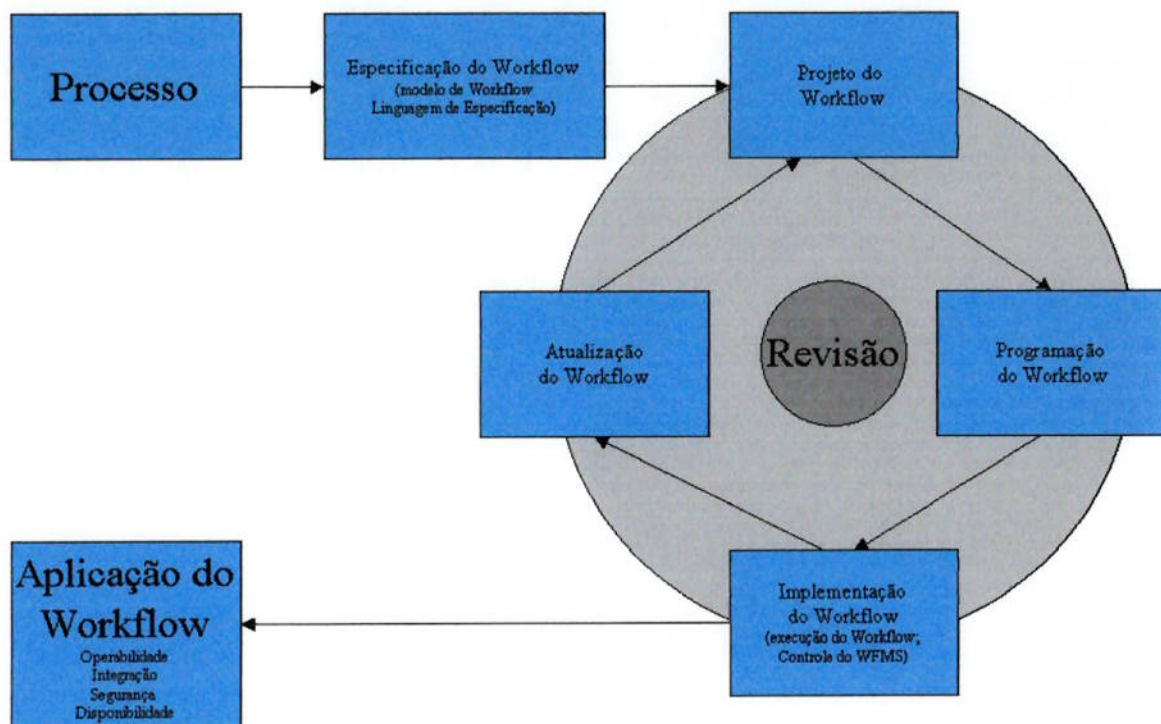 Processo
Especificação do Workflow
(modelo de Workflow
Linguagem de Especificação)
Projeto do
Workflow
Atualização
do Workflow
Revisão
Programação
do Workflow
Implementação
do Workflow
(execução do Workflow;
Controle do WFMS)
Aplicação do
Workflow
Operabilidade
Integração
Segurança
Disponibilidade